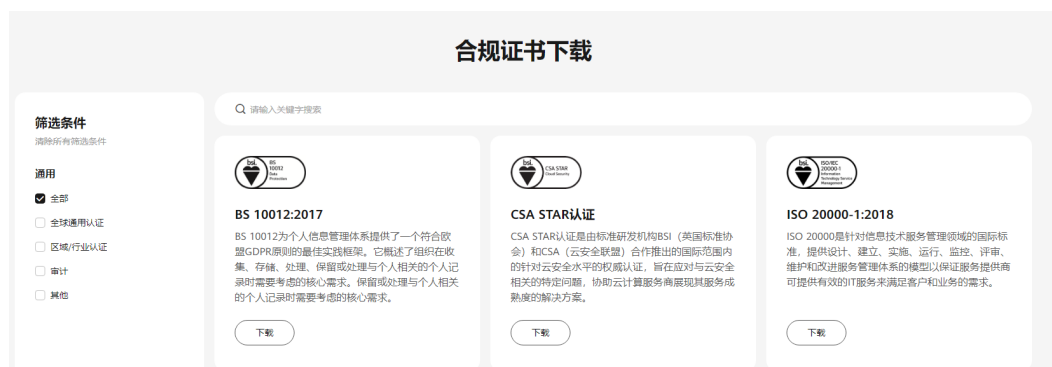 合规证书下载
筛选条件
清除所有筛选条件
通用
全部
全球通用认证
区域/行业认证
审计
其他
请输入关键字搜索
bsi.
BS
10012
Data
Protection
BS 10012:2017
BS 10012为个人信息管理体系提供了一个符合欧
盟GDPR原则的最佳实践框架。它概述了组织在收
集、存储、处理、保留或处理与个人相关的个人记
录时需要考虑的核心需求。保留或处理与个人相关
的个人记录时需要考虑的核心需求。
下载
bsi.
CSA STAR
Cloud Security
CSA STAR认证
CSA STAR认证是由标准研发机构BSI（英国标准协
会）和CSA（云安全联盟）合作推出的国际范围内
的针对云安全水平的权威认证，旨在应对与云安全
相关的特定问题，协助云计算服务商展现其服务成
熟度的解决方案。
下载
bsi.
ISO/IEC
20000-1
Information
Technology Service
Management
ISO 20000-1:2018
ISO 20000是针对信息技术服务管理领域的国际标
准，提供设计、建立、实施、运行、监控、评审、
维护和改进服务管理体系的模型以保证服务提供商
可提供有效的IT服务来满足客户和业务的需求。
下载